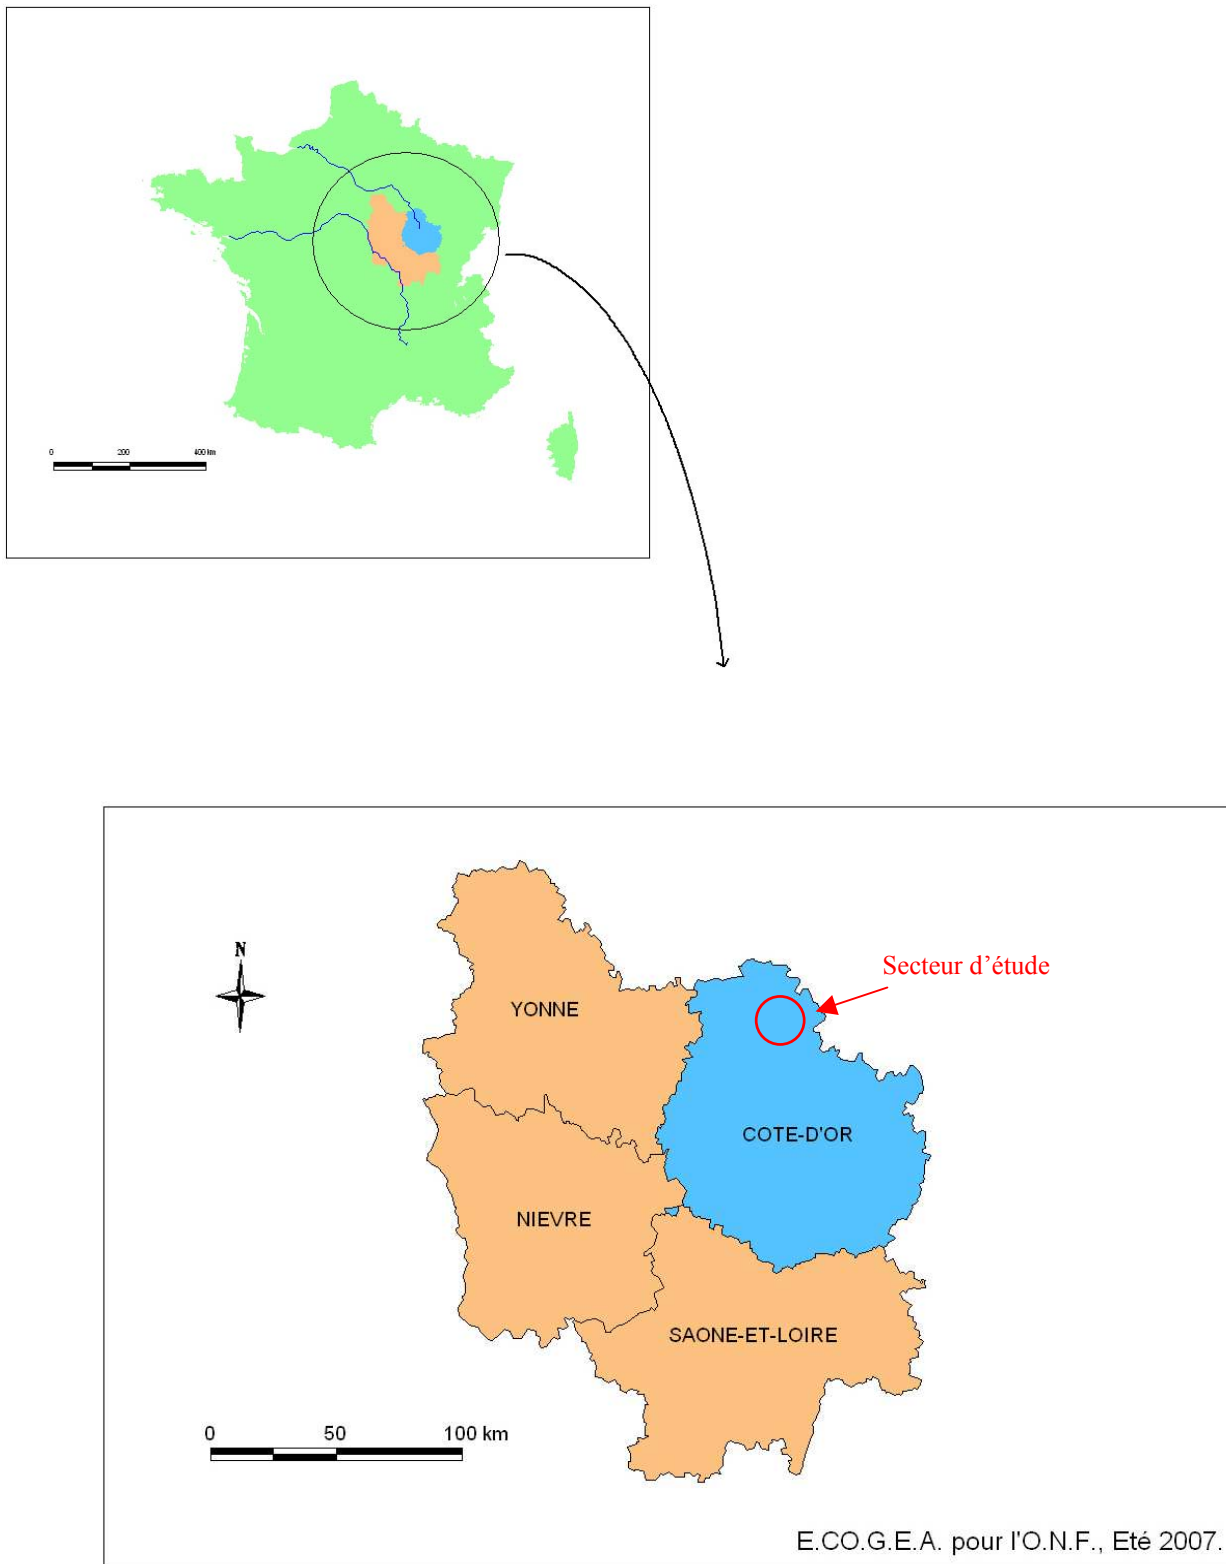 0 200 400 km
N
Secteur d'étude
YONNE
COTE-D'OR
NIEVRE
SAONE-ET-LOIRE
0 50 100 km
E.CO.G.E.A. pour l'O.N.F., Eté 2007.